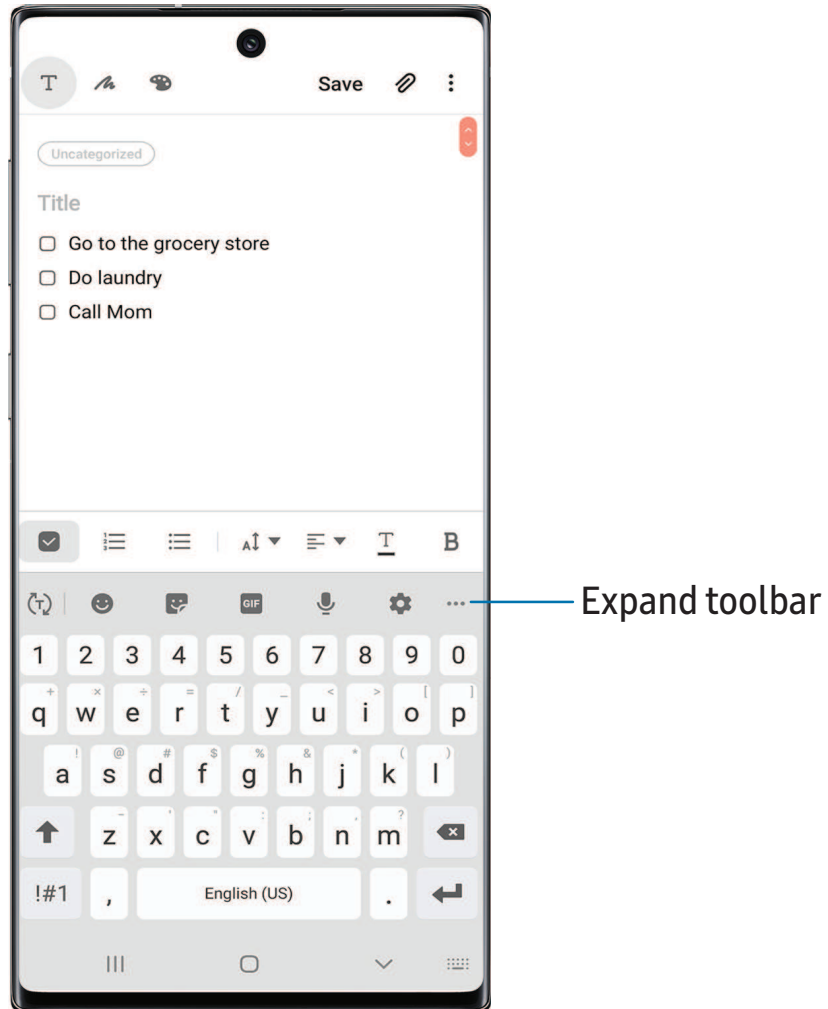 T Save
Uncategorized
Title
Go to the grocery store
Do laundry
Call Mom
A T B
T GIF
Expand toolbar
1 2 3 4 5 6 7 8 9 0
+ × ÷ = / _ < > [ ]
q w e r t y u i o p
! @ # $ % & * ( )
a s d f g h j k l
- ' " : ; , ?
z x c v b n m
!#1 , English (US) .